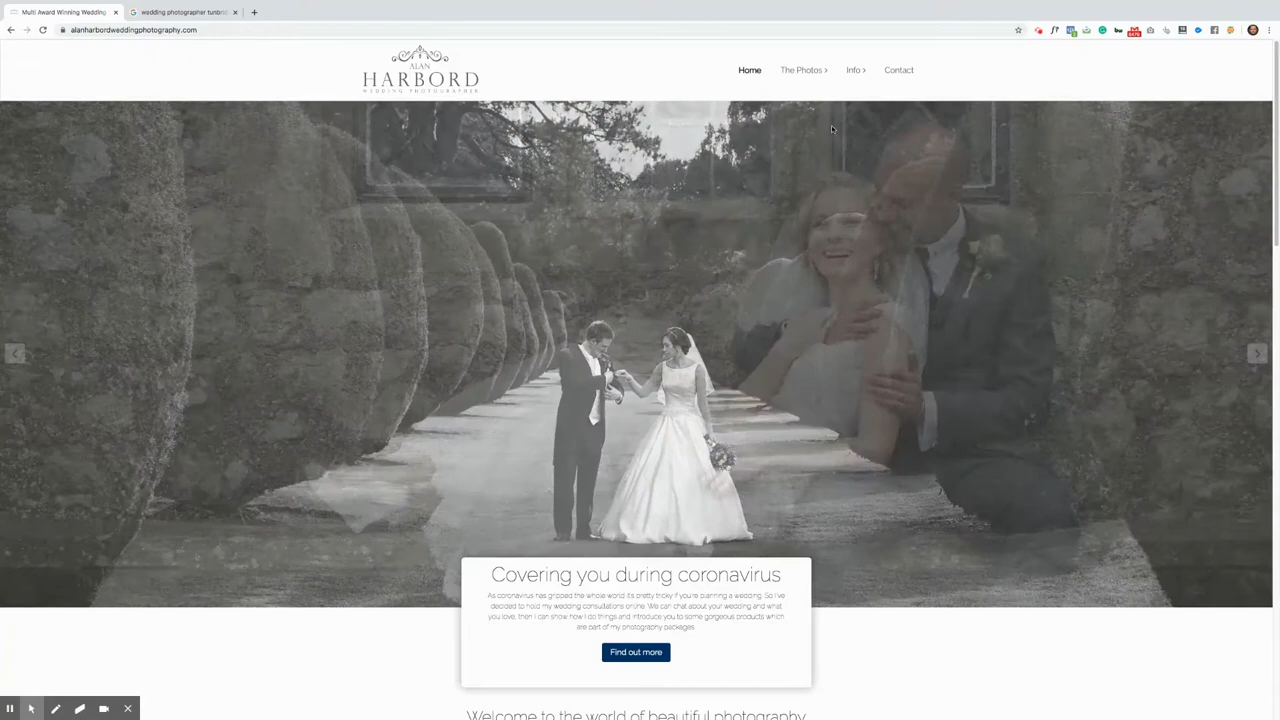 Multi Award Winning Wedding
wedding photographer tunbri
alanharbordweddingphotography.com
ALAN
HARBORD
WEDDING PHOTOGRAPHER
Home
The Photos
Info
Contact
Covering you during coronavirus
As coronavirus has gripped the whole world it's pretty tricky if you're planning a wedding. So I've
decided to hold my wedding consultations online. We can chat about your wedding and what
you love, then i can show how I do things and introduce you to some gorgeous products which
are part of my photography packages.
Find out more
Welcome to the world of beautiful photography